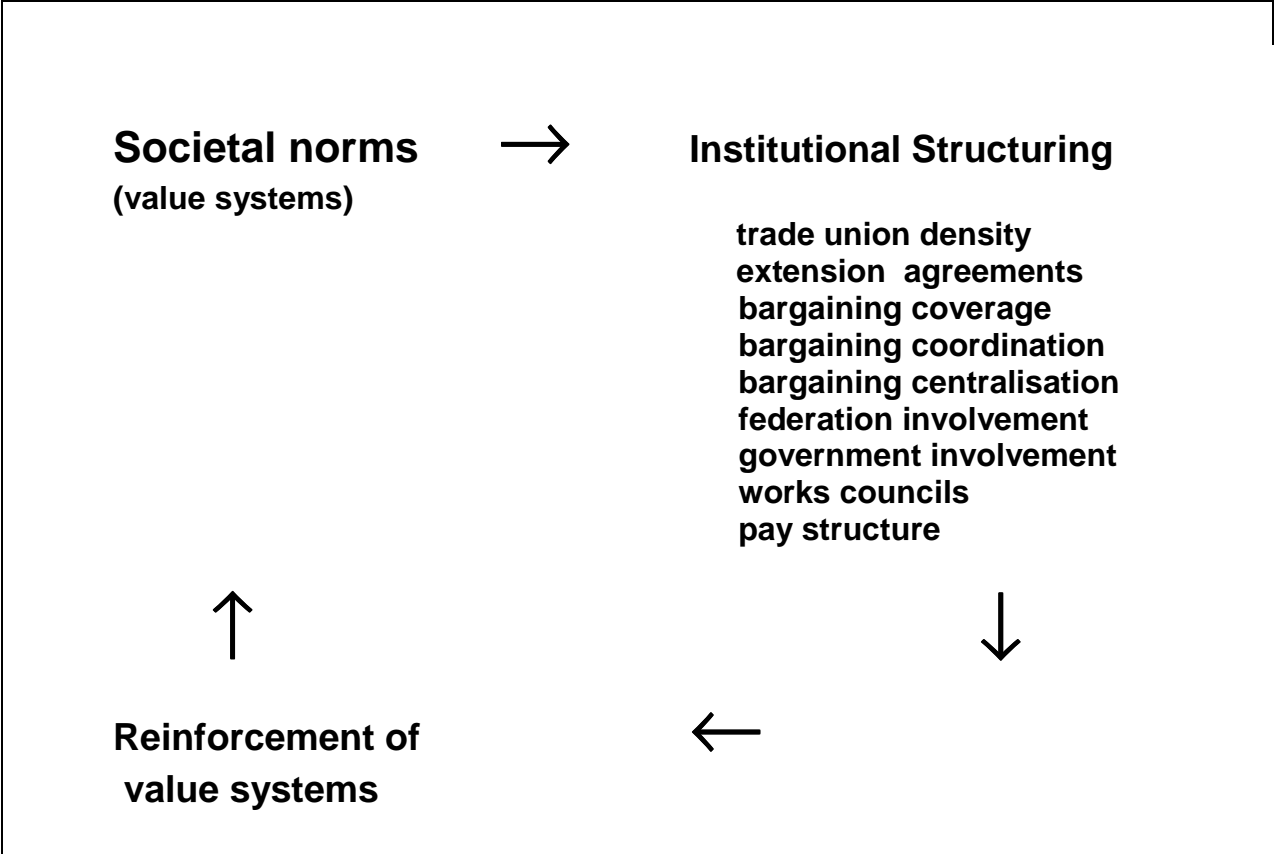 Societal norms → Institutional Structuring
(value systems)
trade union density
extension agreements
bargaining coverage
bargaining coordination
bargaining centralisation
federation involvement
government involvement
works councils
pay structure
↑ ↓
Reinforcement of ←
value systems